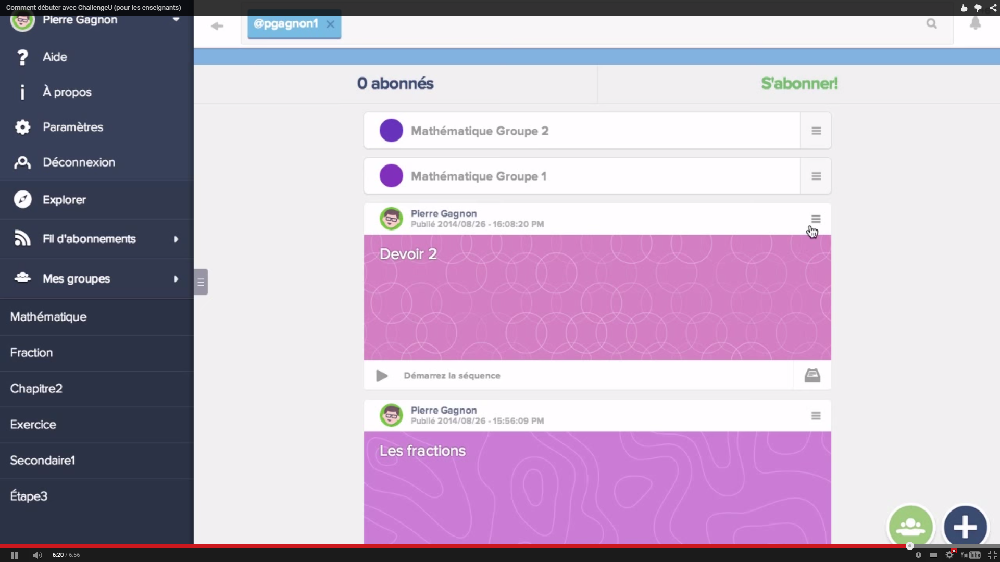 Comment débuter avec ChallengeU (pour les enseignants)
Pierre Gagnon
@pgagnon1
Aide
À propos
Paramètres
Déconnexion
Explorer
Fil d'abonnements
Mes groupes
Mathématique
Fraction
Chapitre2
Exercice
Secondaire1
Étape3
0 abonnés
S'abonner!
Mathématique Groupe 2
Mathématique Groupe 1
Pierre Gagnon
Publié 2014/08/26 - 16:08:20 PM
Devoir 2
Démarrez la séquence
Pierre Gagnon
Publié 2014/08/26 - 15:56:09 PM
Les fractions
6:20 / 6:56
HD
YouTube